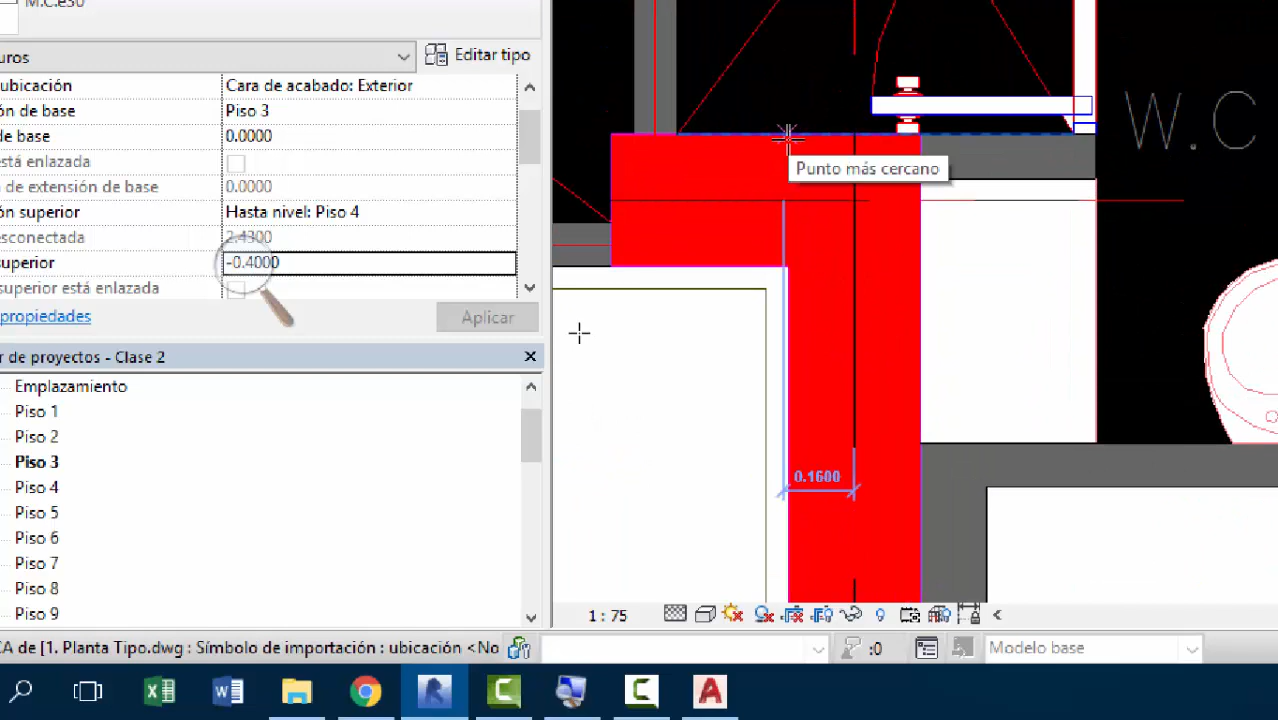 M.C.e30
uros
Editar tipo
ubicación Cara de acabado: Exterior
ón de base Piso 3
de base 0.0000
está enlazada
a de extensión de base 0.0000
ón superior Hasta nivel: Piso 4
esconectada 2.4300
superior -0.4000
superior está enlazada
propiedades
Aplicar
r de proyectos - Clase 2
Emplazamiento
Piso 1
Piso 2
Piso 3
Piso 4
Piso 5
Piso 6
Piso 7
Piso 8
Piso 9
W.C
Punto más cercano
0.1600
1 : 75
CA de [1. Planta Tipo.dwg : Símbolo de importación : ubicación <No
:0
Modelo base